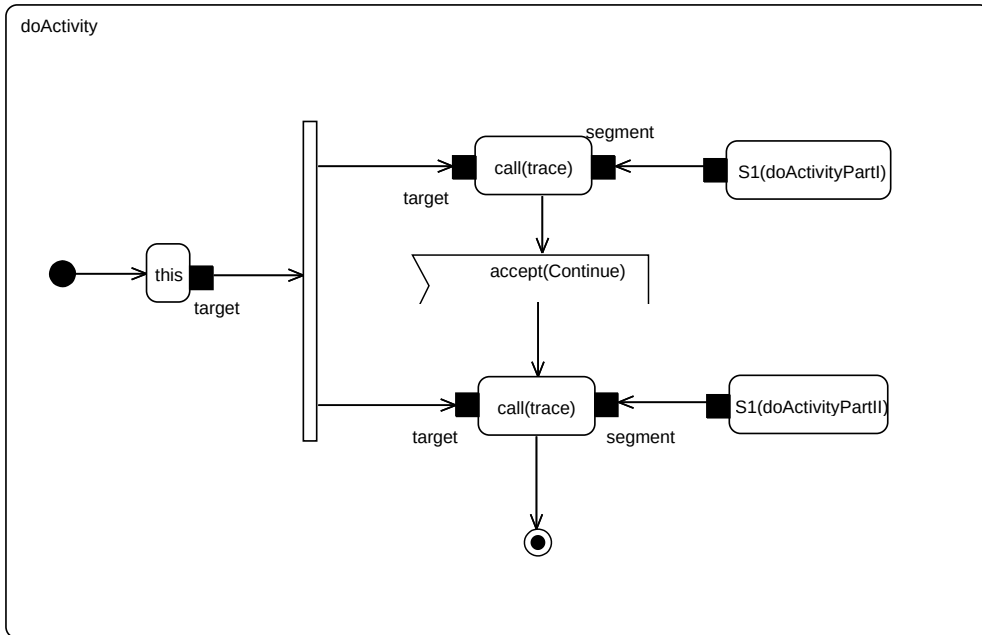 doActivity
segment
call(trace)
S1(doActivityPartI)
target
accept(Continue)
this
target
call(trace)
S1(doActivityPartII)
target
segment